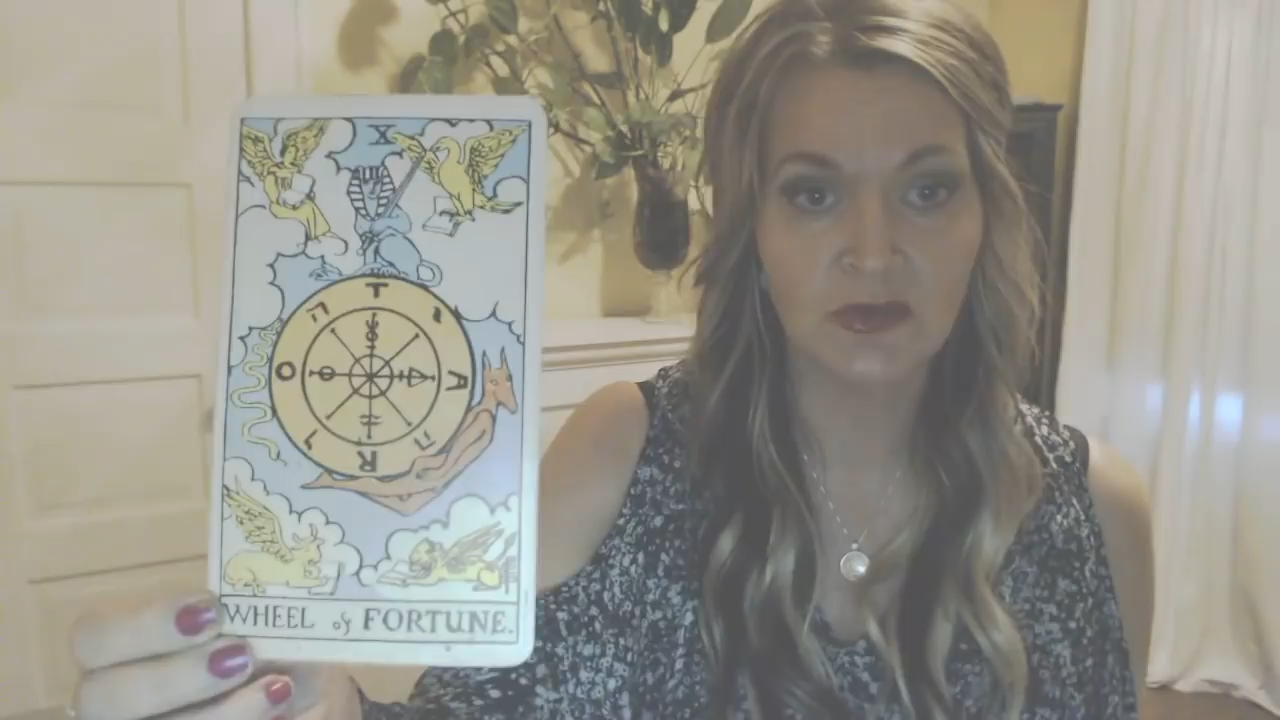 X
T
A
R
O
ה
ו
ה
י
WHEEL of FORTUNE.